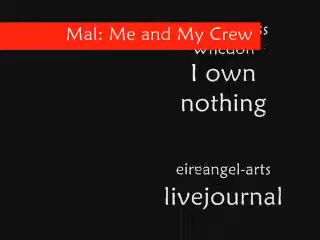 Mal: Me and My Crew
I own
nothing
eireangel-arts
livejournal